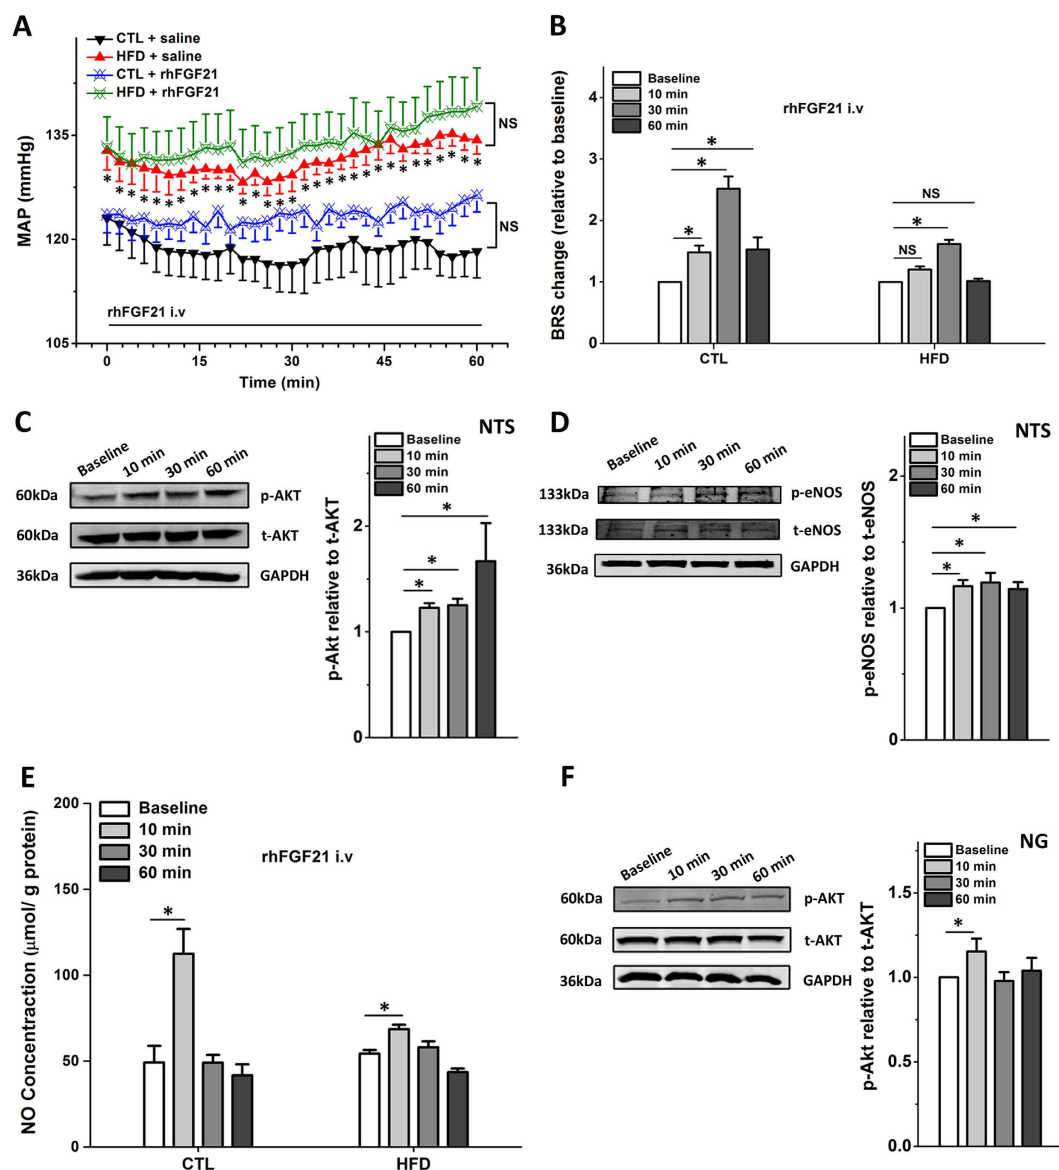 A
CTL + saline
HFD + saline
CTL + rhFGF21
HFD + rhFGF21
MAP (mmHg)
135
120
105
NS
NS
* * * * * * * * * * * * * * * * * * * * * * * * *
rhFGF21 i.v
0 15 30 45 60
Time (min)
B
Baseline
10 min
30 min
60 min
rhFGF21 i.v
BRS change (relative to baseline)
4
3
2
1
0
*
*
*
NS
*
NS
CTL HFD
C
Baseline 10 min 30 min 60 min
60kDa p-AKT
60kDa t-AKT
36kDa GAPDH
NTS
Baseline
10 min
30 min
60 min
p-Akt relative to t-AKT
2
1
0
*
*
*
D
Baseline 10 min 30 min 60 min
133kDa p-eNOS
133kDa t-eNOS
36kDa GAPDH
NTS
Baseline
10 min
30 min
60 min
p-eNOS relative to t-eNOS
2
1
0
*
*
*
E
Baseline
10 min
30 min
60 min
rhFGF21 i.v
NO Concentration (μmol/ g protein)
200
150
100
50
0
*
*
CTL HFD
F
Baseline 10 min 30 min 60 min
60kDa p-AKT
60kDa t-AKT
36kDa GAPDH
NG
Baseline
10 min
30 min
60 min
p-Akt relative to t-AKT
1.5
1.0
0.5
0.0
*